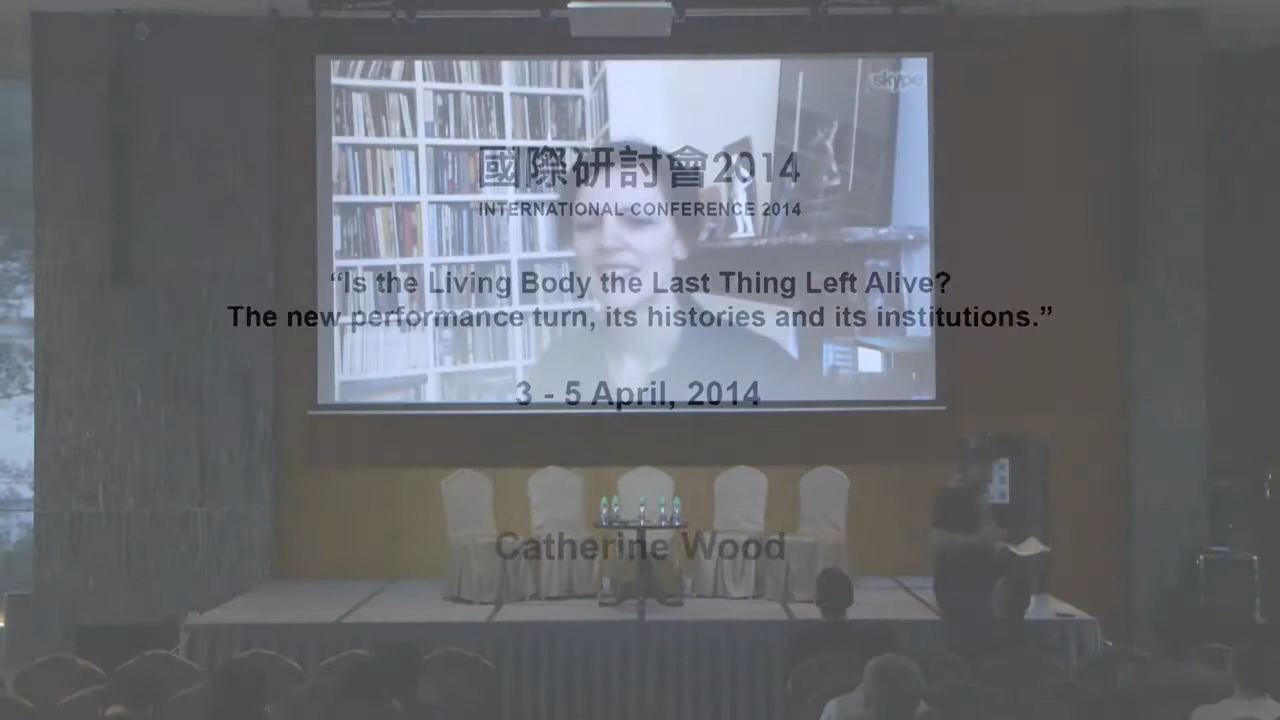 skype
國際研討會2014
INTERNATIONAL CONFERENCE 2014
“Is the Living Body the Last Thing Left Alive?
The new performance turn, its histories and its institutions.”
3 - 5 April, 2014
Catherine Wood